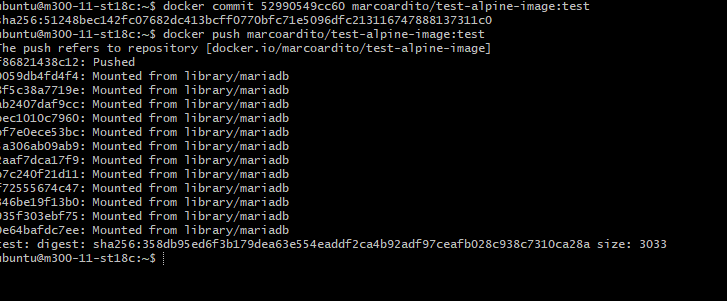 ubuntu@m300-11-st18c:~$ docker commit 52990549cc60 marcoardito/test-alpine-image:test
sha256:51248bec142fc07682dc413bcff0770bfc71e5096dfc213116747888137311c0
ubuntu@m300-11-st18c:~$ docker push marcoardito/test-alpine-image:test
The push refers to repository [docker.io/marcoardito/test-alpine-image]
f86821438c12: Pushed
9059db4fd4f4: Mounted from library/mariadb
8f5c38a7719e: Mounted from library/mariadb
ab2407daf9cc: Mounted from library/mariadb
bec1010c7960: Mounted from library/mariadb
bf7e0ece53bc: Mounted from library/mariadb
4a306ab09ab9: Mounted from library/mariadb
2aaf7dca17f9: Mounted from library/mariadb
b7c240f21d11: Mounted from library/mariadb
f72555674c47: Mounted from library/mariadb
346be19f13b0: Mounted from library/mariadb
935f303ebf75: Mounted from library/mariadb
0e64bafdc7ee: Mounted from library/mariadb
test: digest: sha256:358db95ed6f3b179dea63e554eaddf2ca4b92adf97ceafb028c938c7310ca28a size: 3033
ubuntu@m300-11-st18c:~$